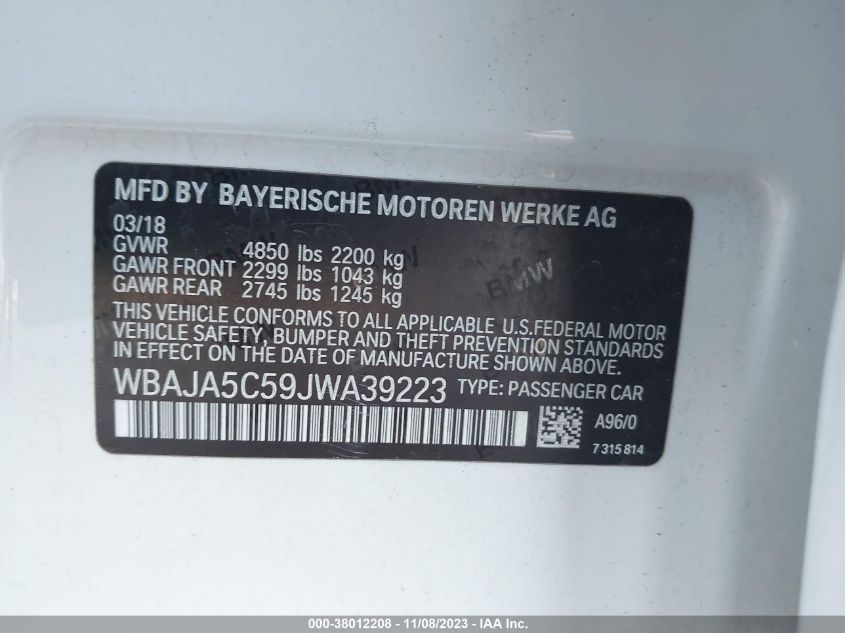 MFD BY BAYERISCHE MOTOREN WERKE AG
03/18
GVWR 4850 lbs 2200 kg
GAWR FRONT 2299 lbs 1043 kg
GAWR REAR 2745 lbs 1245 kg
THIS VEHICLE CONFORMS TO ALL APPLICABLE U.S.FEDERAL MOTOR
VEHICLE SAFETY, BUMPER AND THEFT PREVENTION STANDARDS
IN EFFECT ON THE DATE OF MANUFACTURE SHOWN ABOVE.
WBAJA5C59JWA39223 TYPE: PASSENGER CAR
A96/0
7 315 814
BMW
000-38012208 - 11/08/2023 - IAA Inc.